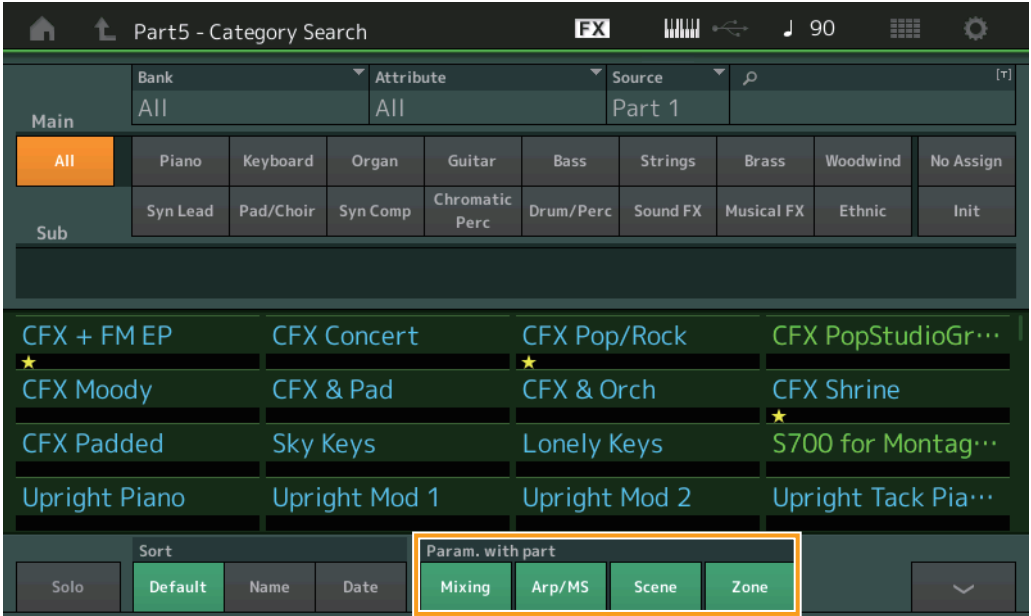 Part5 - Category Search FX 90
Bank Attribute Source [T]
All All Part 1
Main
All Piano Keyboard Organ Guitar Bass Strings Brass Woodwind No Assign
Syn Lead Pad/Choir Syn Comp Chromatic Perc Drum/Perc Sound FX Musical FX Ethnic Init
Sub
CFX + FM EP CFX Concert CFX Pop/Rock CFX PopStudioGr···
CFX Moody CFX & Pad CFX & Orch CFX Shrine
CFX Padded Sky Keys Lonely Keys S700 for Montag···
Upright Piano Upright Mod 1 Upright Mod 2 Upright Tack Pia···
Sort Param. with part
Solo Default Name Date Mixing Arp/MS Scene Zone